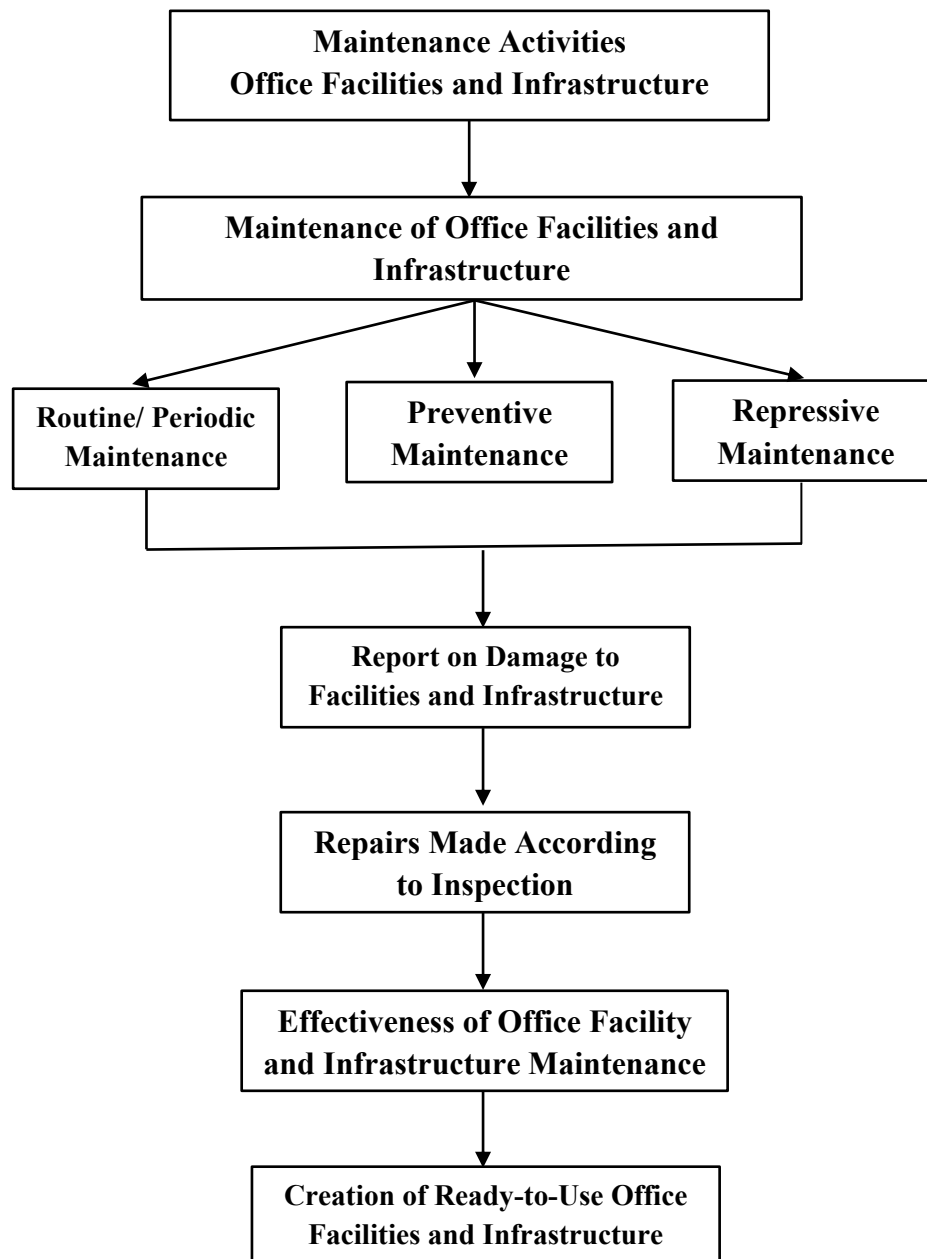 Maintenance Activities
Office Facilities and Infrastructure
Maintenance of Office Facilities and
Infrastructure
Routine/ Periodic
Maintenance
Preventive
Maintenance
Repressive
Maintenance
Report on Damage to
Facilities and Infrastructure
Repairs Made According
to Inspection
Effectiveness of Office Facility
and Infrastructure Maintenance
Creation of Ready-to-Use Office
Facilities and Infrastructure